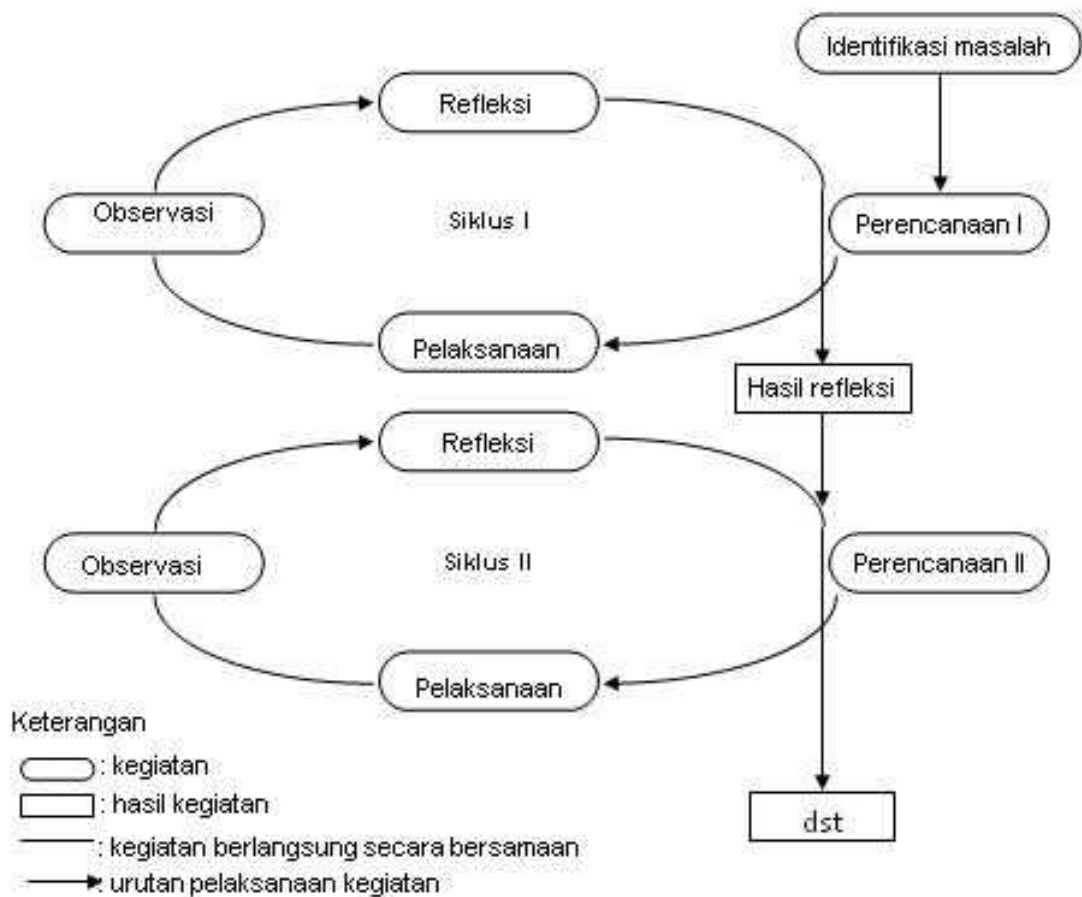 Identifikasi masalah
Refleksi
Observasi
Siklus I
Perencanaan I
Pelaksanaan
Hasil refleksi
Refleksi
Observasi
Siklus II
Perencanaan II
Pelaksanaan
Keterangan
: kegiatan
: hasil kegiatan
: kegiatan berlangsung secara bersamaan
: urutan pelaksanaan kegiatan
dst